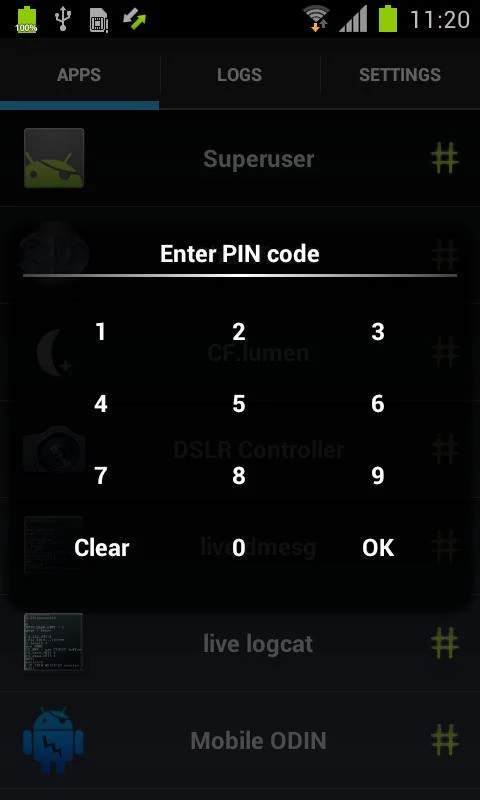 100%
11:20
APPS LOGS SETTINGS
Superuser #
Enter PIN code
#
1 2 3
CF.lumen #
4 5 6
DSLR Controller #
7 8 9
live dmesg #
Clear 0 OK
live logcat #
Mobile ODIN #